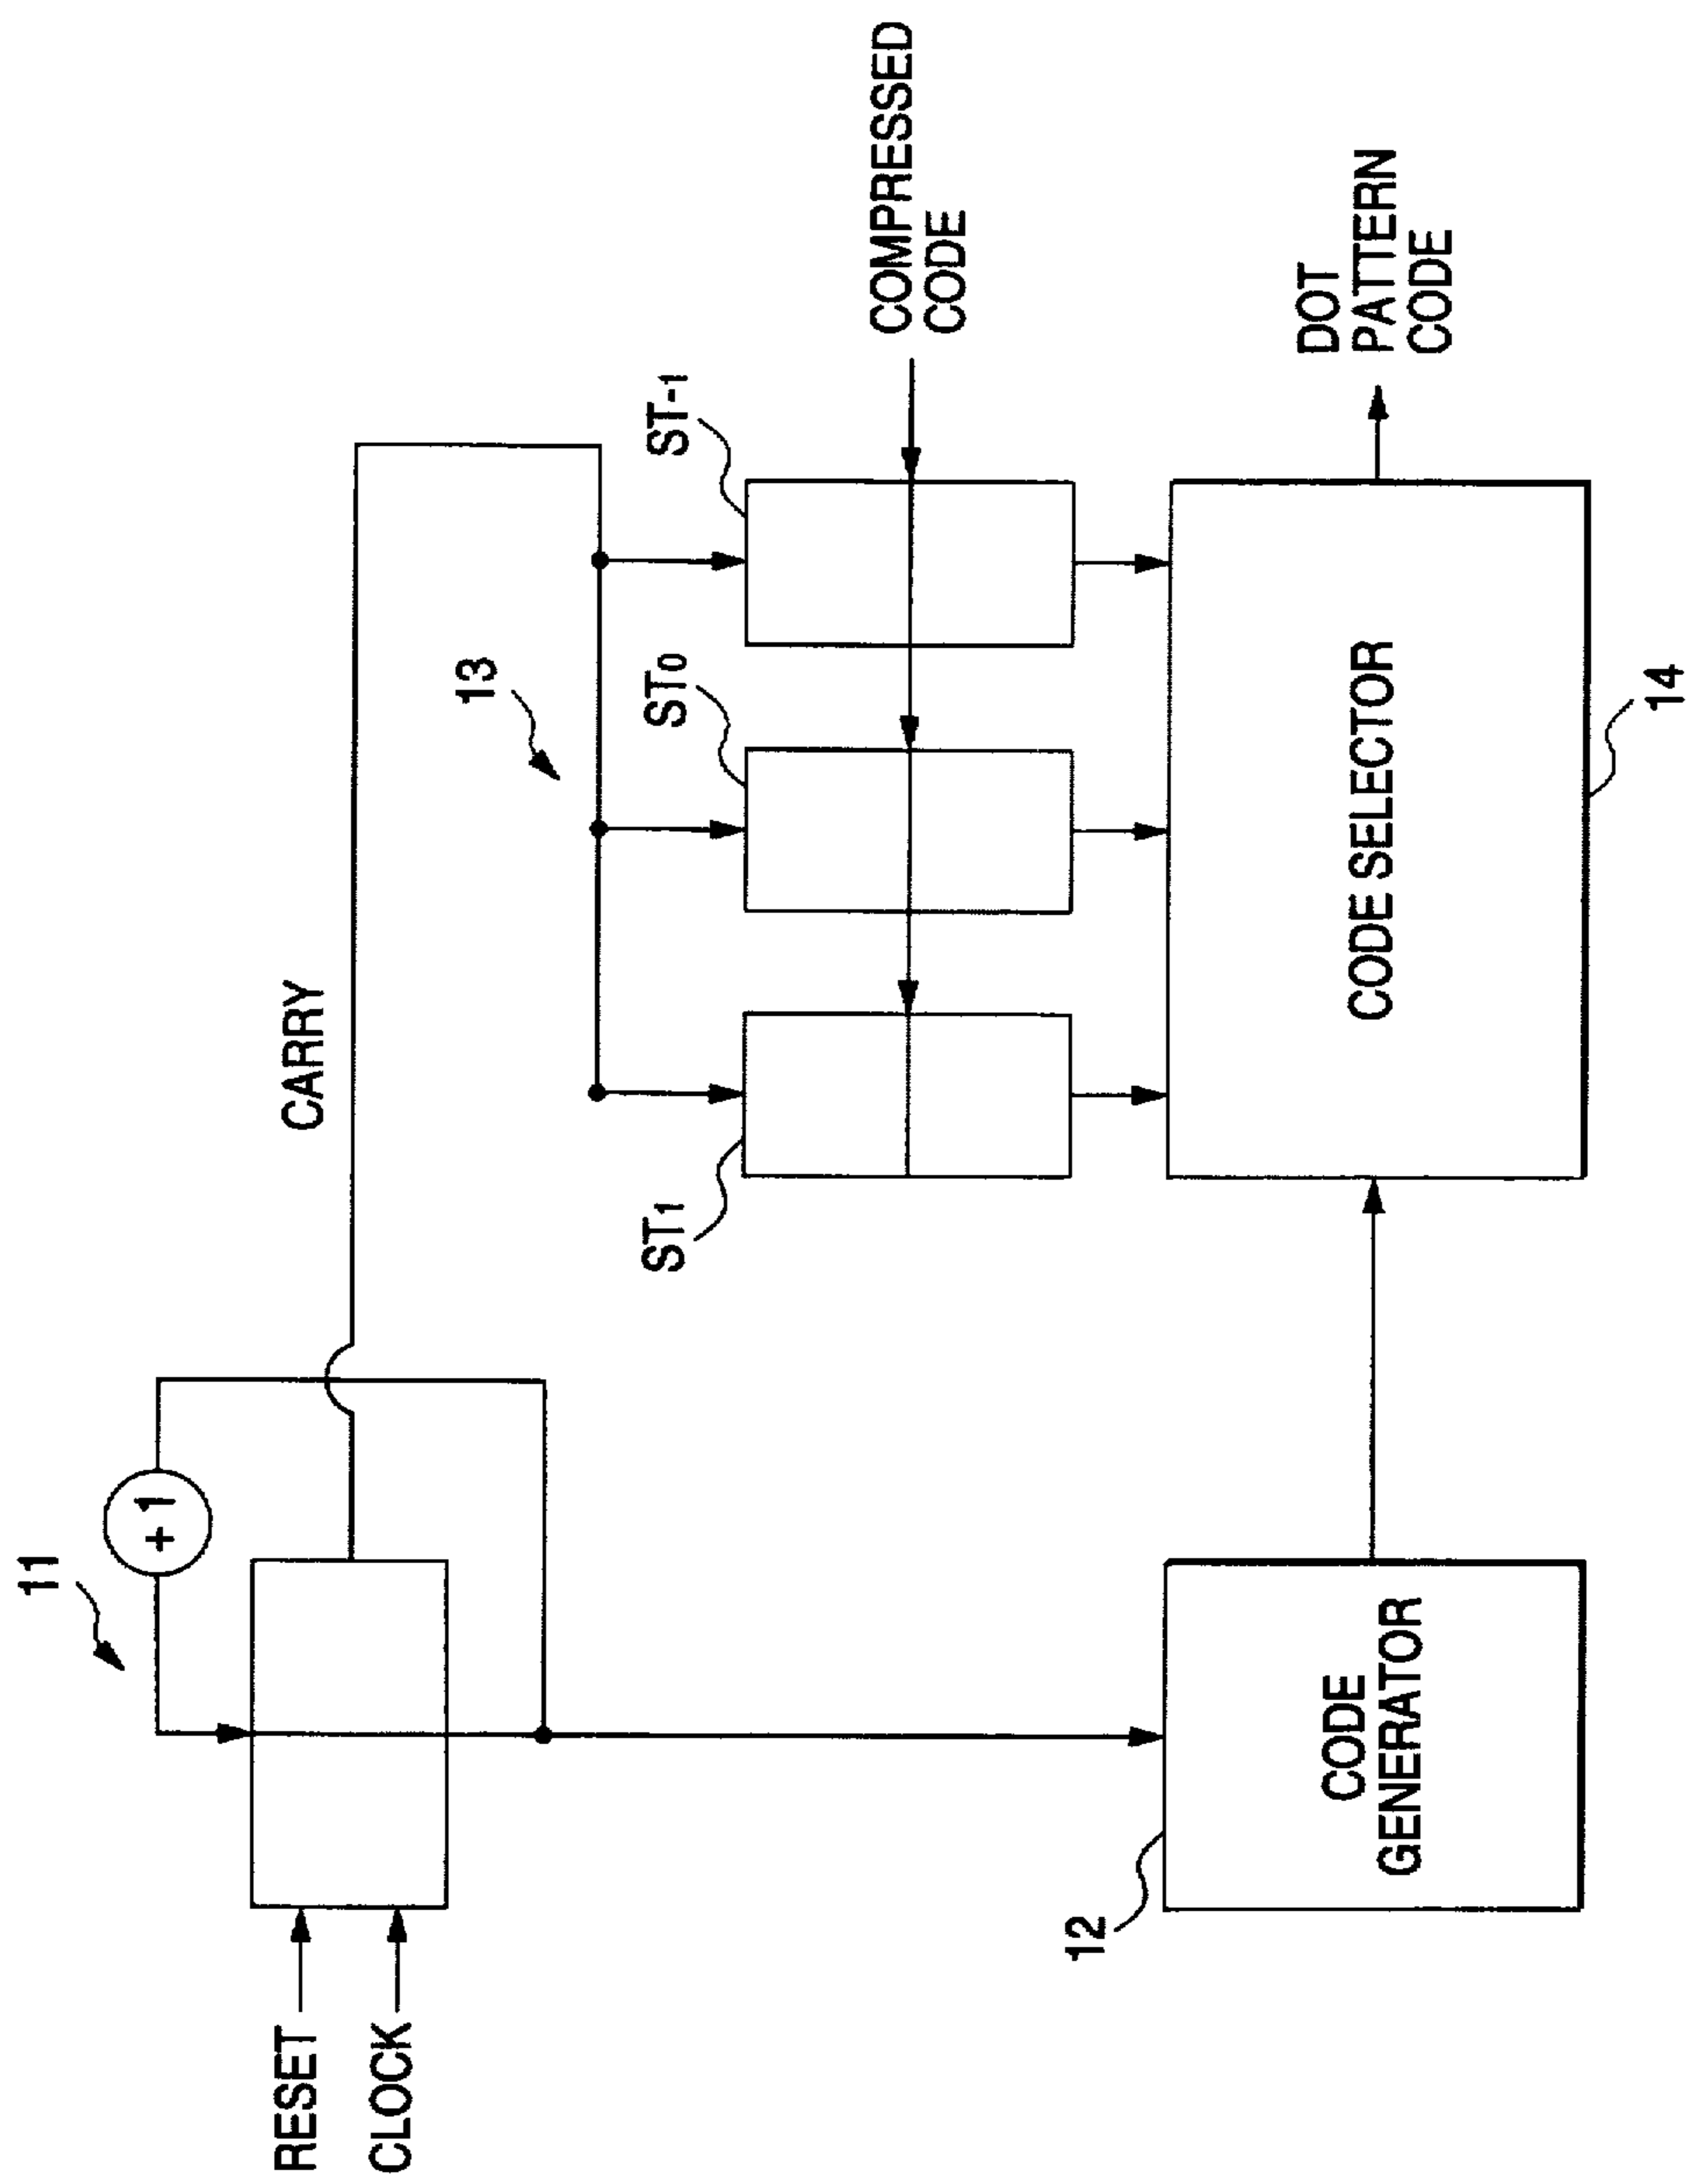 11
+ 1
RESET
CLOCK
CARRY
13
ST1
ST0
ST-1
COMPRESSED
CODE
12
CODE
GENERATOR
CODE SELECTOR
14
DOT
PATTERN
CODE